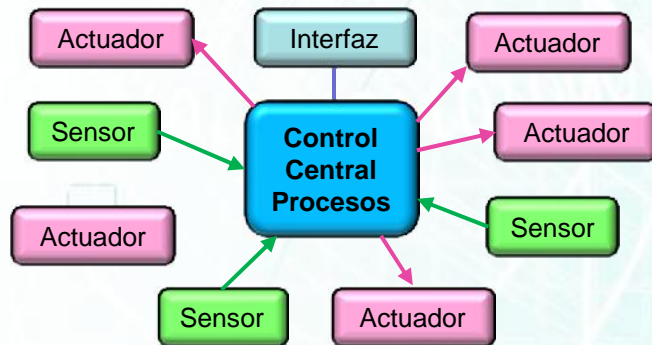 Actuador
Interfaz
Actuador
Sensor
Control
Central
Procesos
Actuador
Actuador
Sensor
Sensor
Actuador